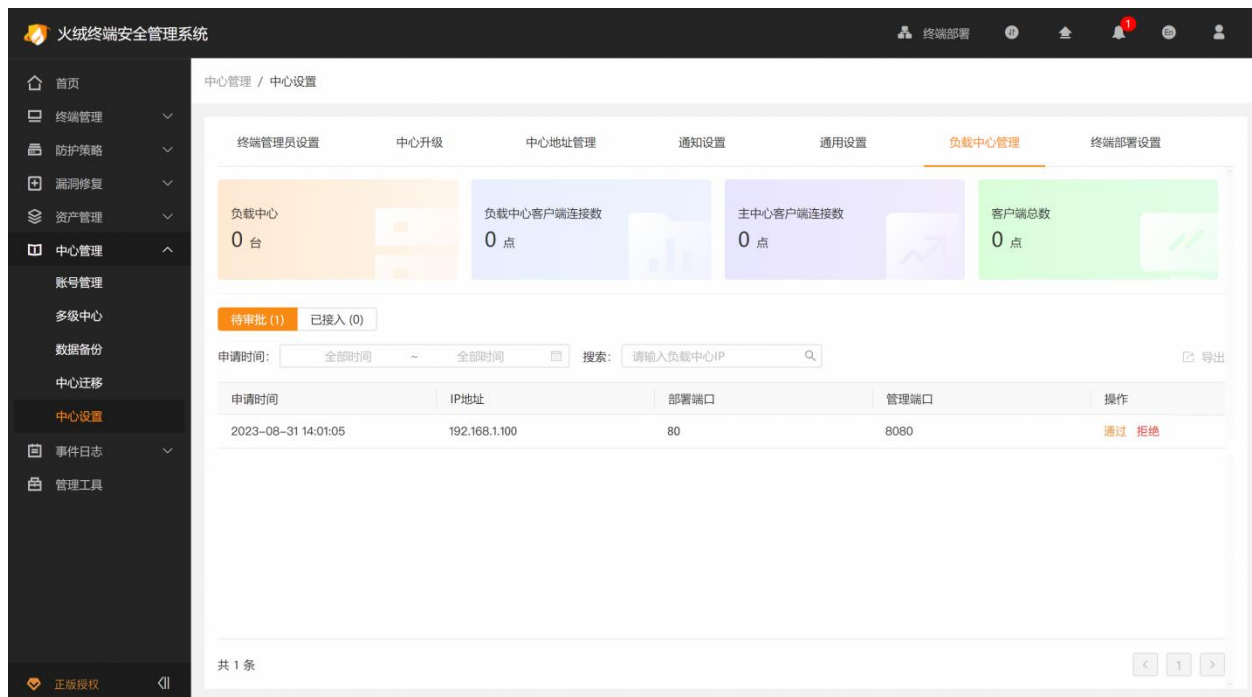 火绒终端安全管理系统
终端部署
1
En
首页
终端管理
防护策略
漏洞修复
资产管理
中心管理
账号管理
多级中心
数据备份
中心迁移
中心设置
事件日志
管理工具
正版授权
中心管理 / 中心设置
终端管理员设置 中心升级 中心地址管理 通知设置 通用设置 负载中心管理 终端部署设置
负载中心 负载中心客户端连接数 主中心客户端连接数 客户端总数
0 台 0 点 0 点 0 点
待审批 (1) 已接入 (0)
申请时间: 全部时间 ~ 全部时间 搜索: 请输入负载中心IP 导出
申请时间 IP地址 部署端口 管理端口 操作
2023-08-31 14:01:05 192.168.1.100 80 8080 通过 拒绝
共 1 条 < 1 >